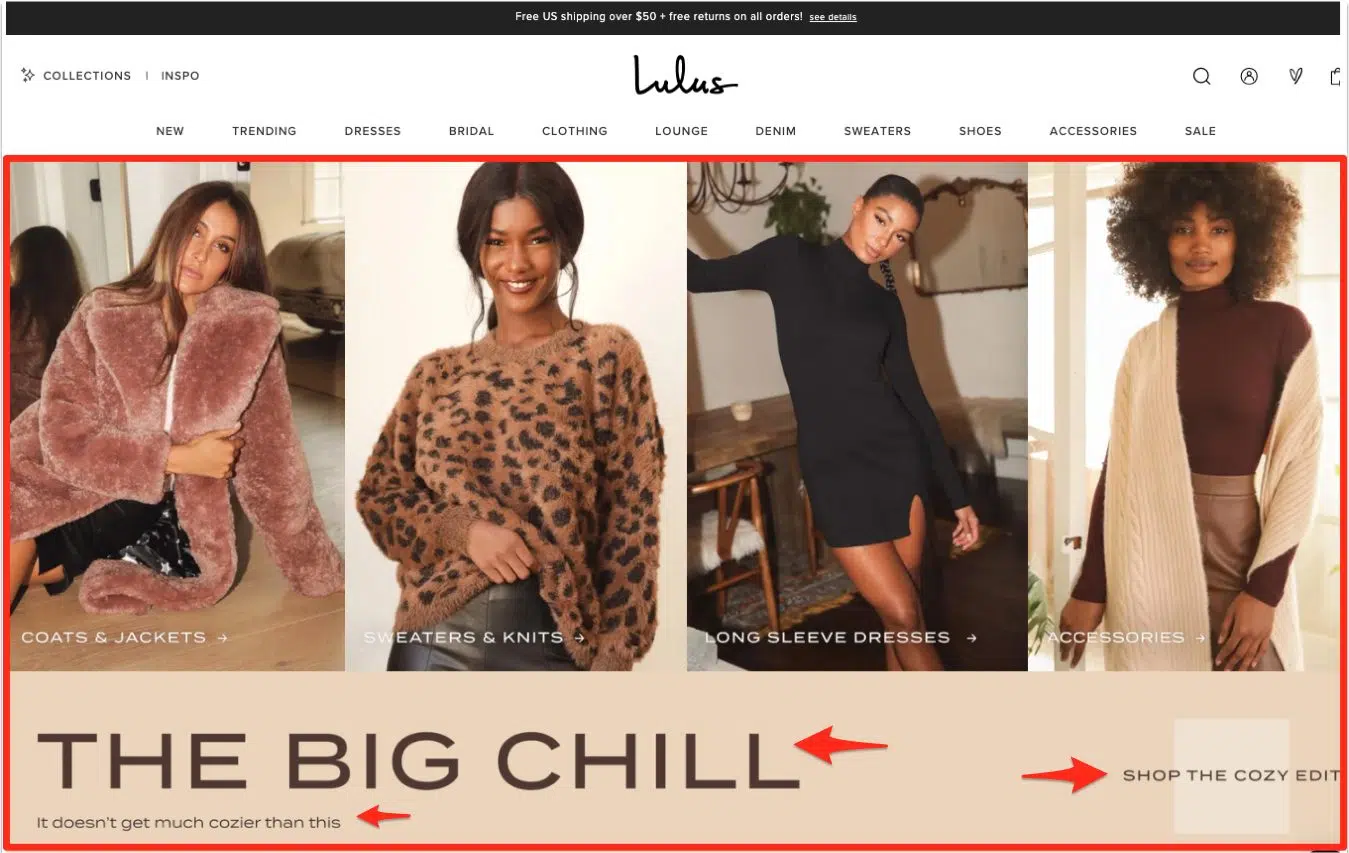 Free US shipping over $50 + free returns on all orders! see details
COLLECTIONS | INSPO
Lulus
NEW TRENDING DRESSES BRIDAL CLOTHING LOUNGE DENIM SWEATERS SHOES ACCESSORIES SALE
COATS & JACKETS → SWEATERS & KNITS → LONG SLEEVE DRESSES → ACCESSORIES →
THE BIG CHILL
SHOP THE COZY EDIT
It doesn't get much cozier than this